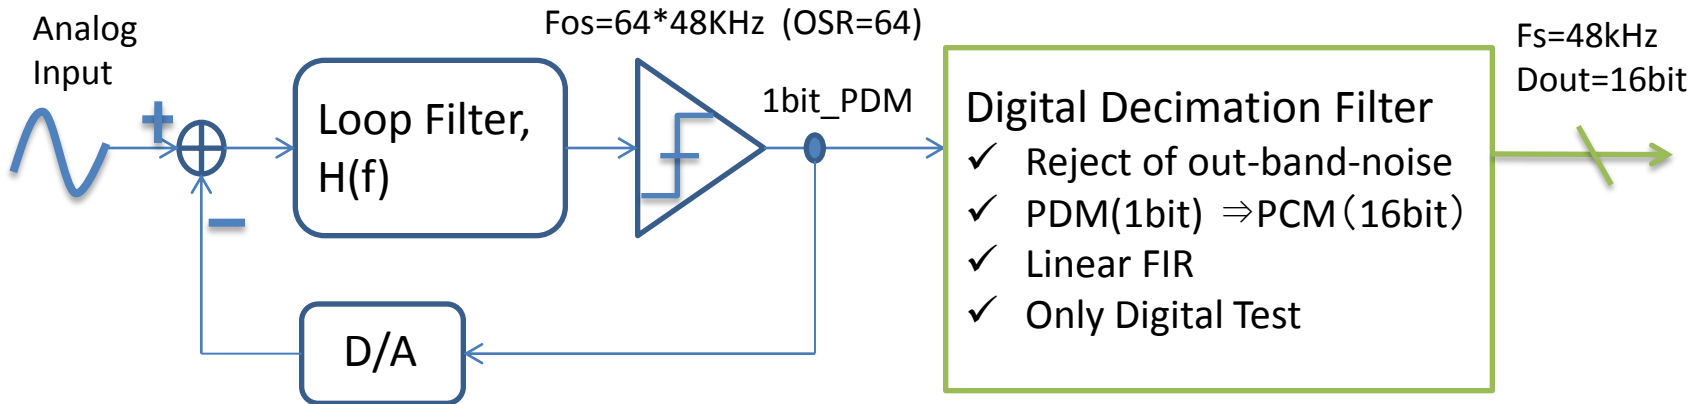 Analog
Input
+
−
Loop Filter,
H(f)
Fos=64*48KHz (OSR=64)
1bit_PDM
D/A
Digital Decimation Filter
✓ Reject of out-band-noise
✓ PDM(1bit) ⇒PCM（16bit）
✓ Linear FIR
✓ Only Digital Test
Fs=48kHz
Dout=16bit